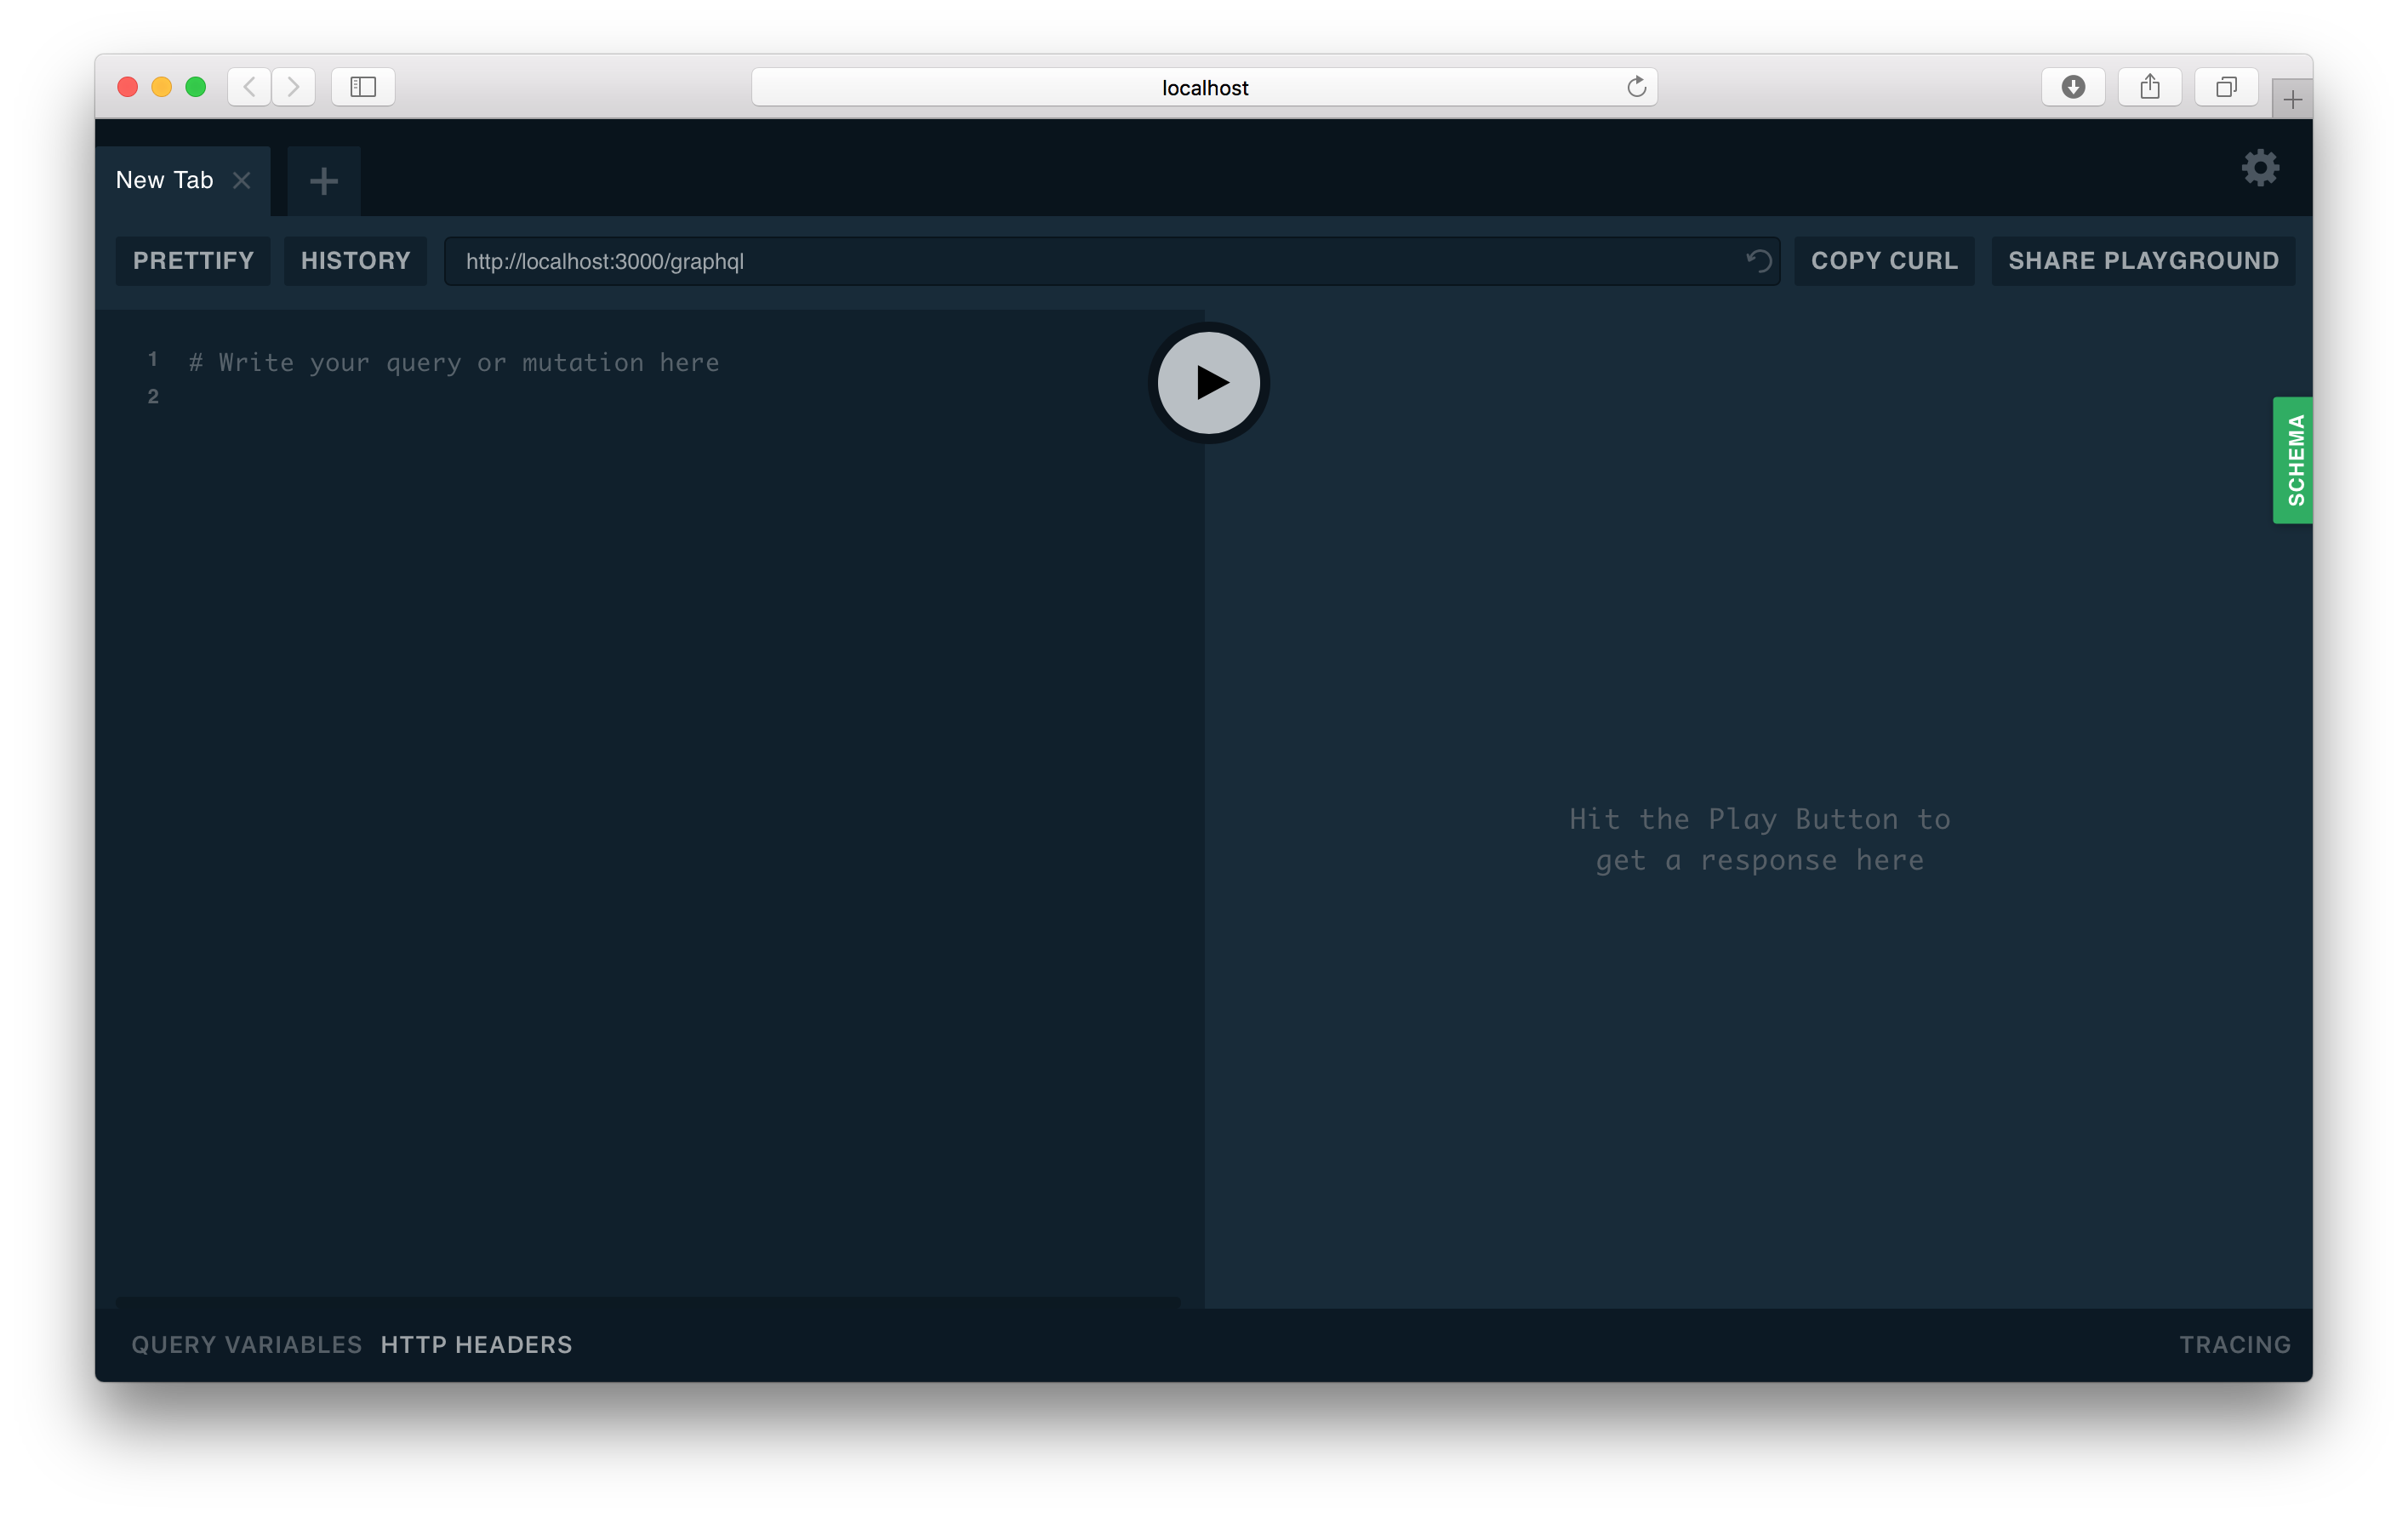 localhost
New Tab
PRETTIFY HISTORY http://localhost:3000/graphql COPY CURL SHARE PLAYGROUND
1 # Write your query or mutation here
2
SCHEMA
Hit the Play Button to
get a response here
QUERY VARIABLES HTTP HEADERS TRACING